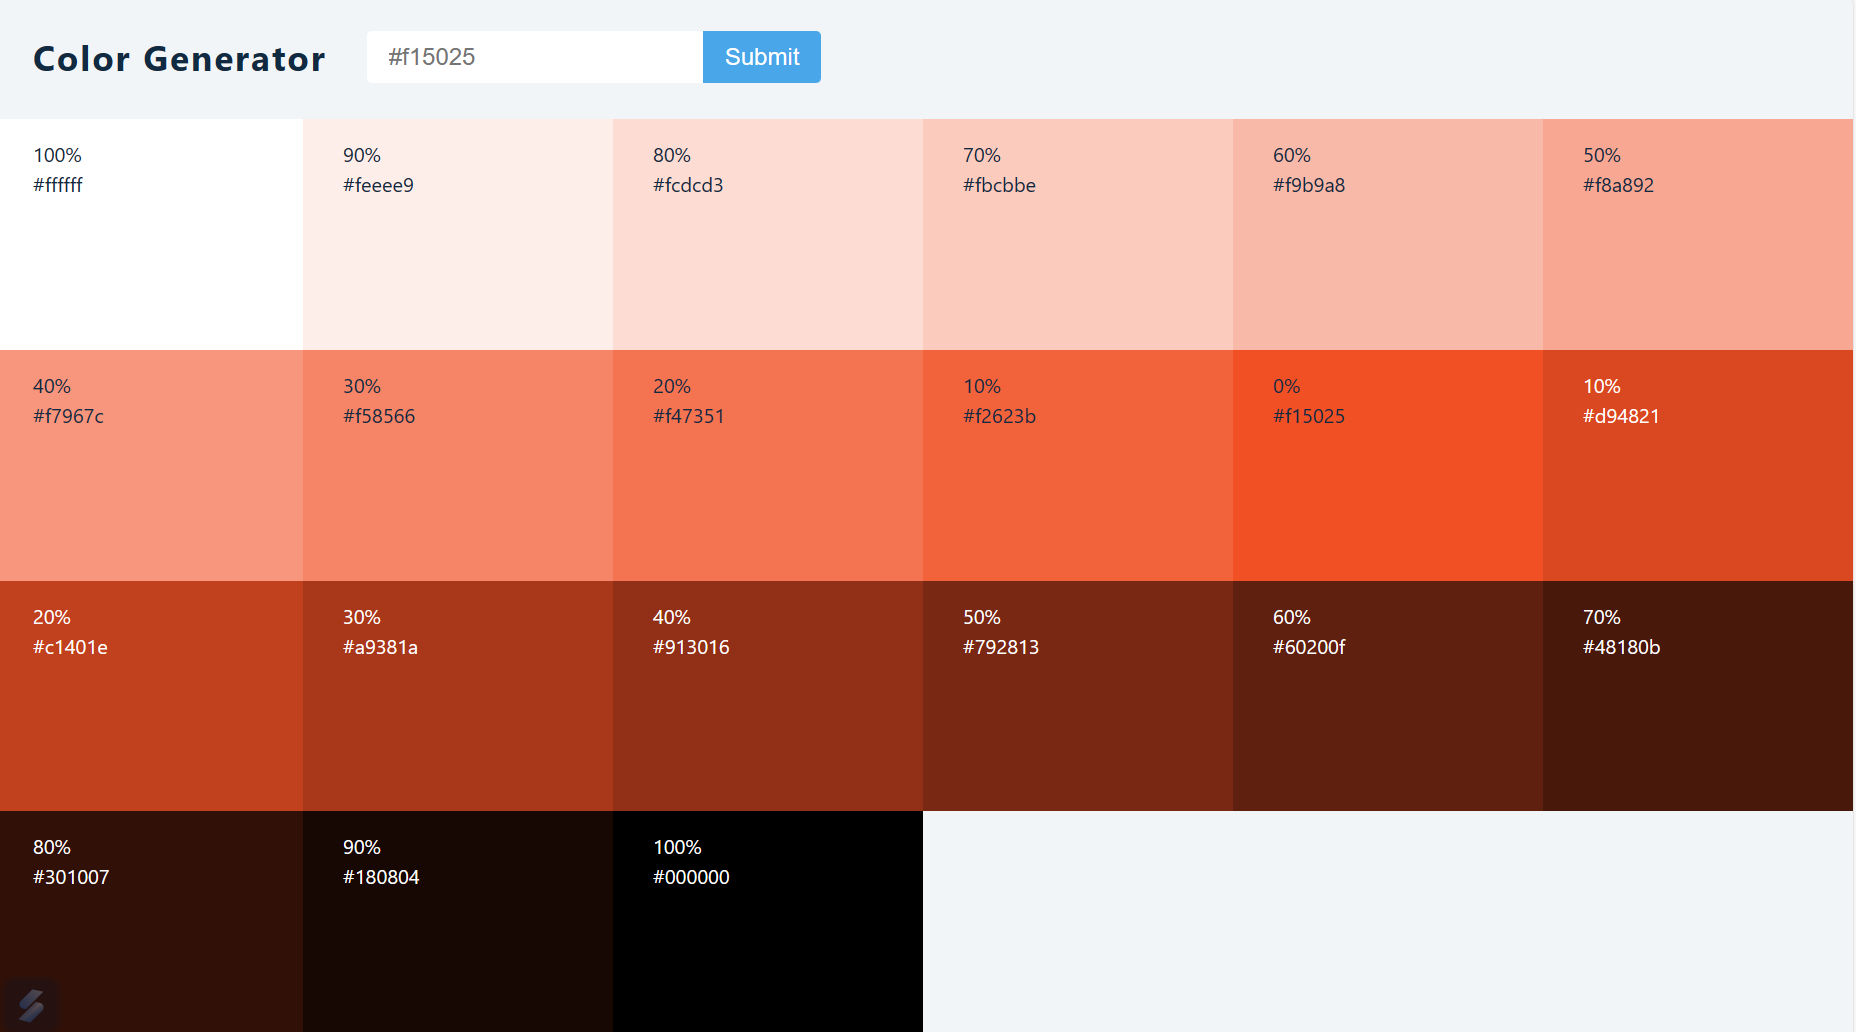 Color Generator
#f15025
Submit
100%
#ffffff
90%
#feeee9
80%
#fcdcd3
70%
#fbcbbe
60%
#f9b9a8
50%
#f8a892
40%
#f7967c
30%
#f58566
20%
#f47351
10%
#f2623b
0%
#f15025
10%
#d94821
20%
#c1401e
30%
#a9381a
40%
#913016
50%
#792813
60%
#60200f
70%
#48180b
80%
#301007
90%
#180804
100%
#000000